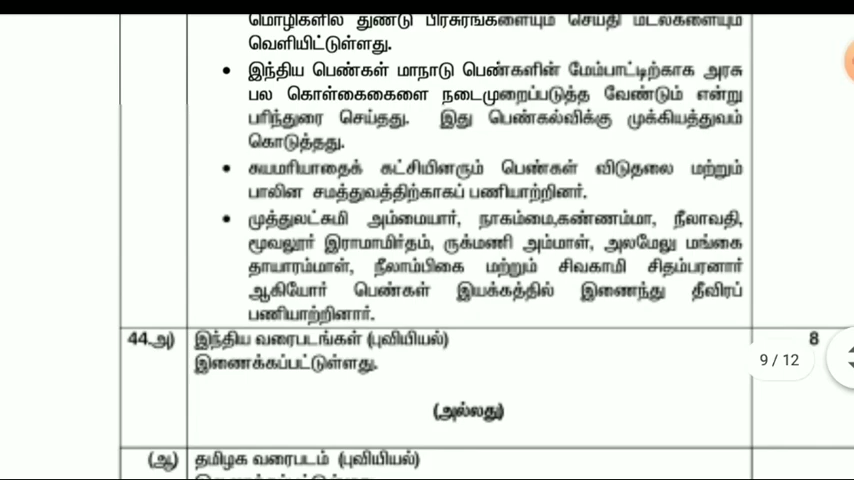 மொழிகளில் துண்டு பிரசுரங்களையும் செய்தி மடல்களையும்
வெளியிட்டுள்ளது.
• இந்திய பெண்கள் மாநாடு பெண்களின் மேம்பாட்டிற்காக அரசு
பல கொள்கைகைளை நடைமுறைப்படுத்த வேண்டும் என்று
பரிந்துரை செய்தது. இது பெண்கல்விக்கு முக்கியத்துவம்
கொடுத்தது.
• சுயமரியாதைக் கட்சியினரும் பெண்கள் விடுதலை மற்றும்
பாலின சமத்துவத்திற்காகப் பணியாற்றினர்.
• முத்துலட்சுமி அம்மையார், நாகம்மை,கண்ணம்மா, நீலாவதி,
மூவலூர் இராமாமிர்தம், ருக்மணி அம்மாள், அலமேலு மங்கை
தாயாரம்மாள், நீலாம்பிகை மற்றும் சிவகாமி சிதம்பரனார்
ஆகியோர் பெண்கள் இயக்கத்தில் இணைந்து தீவிரப்
பணியாற்றினார்.
44.அ) இந்திய வரைபடங்கள் (புவியியல்) 8
இணைக்கப்பட்டுள்ளது.
9 / 12
(அல்லது)
(ஆ) தமிழக வரைபடம் (புவியியல்)